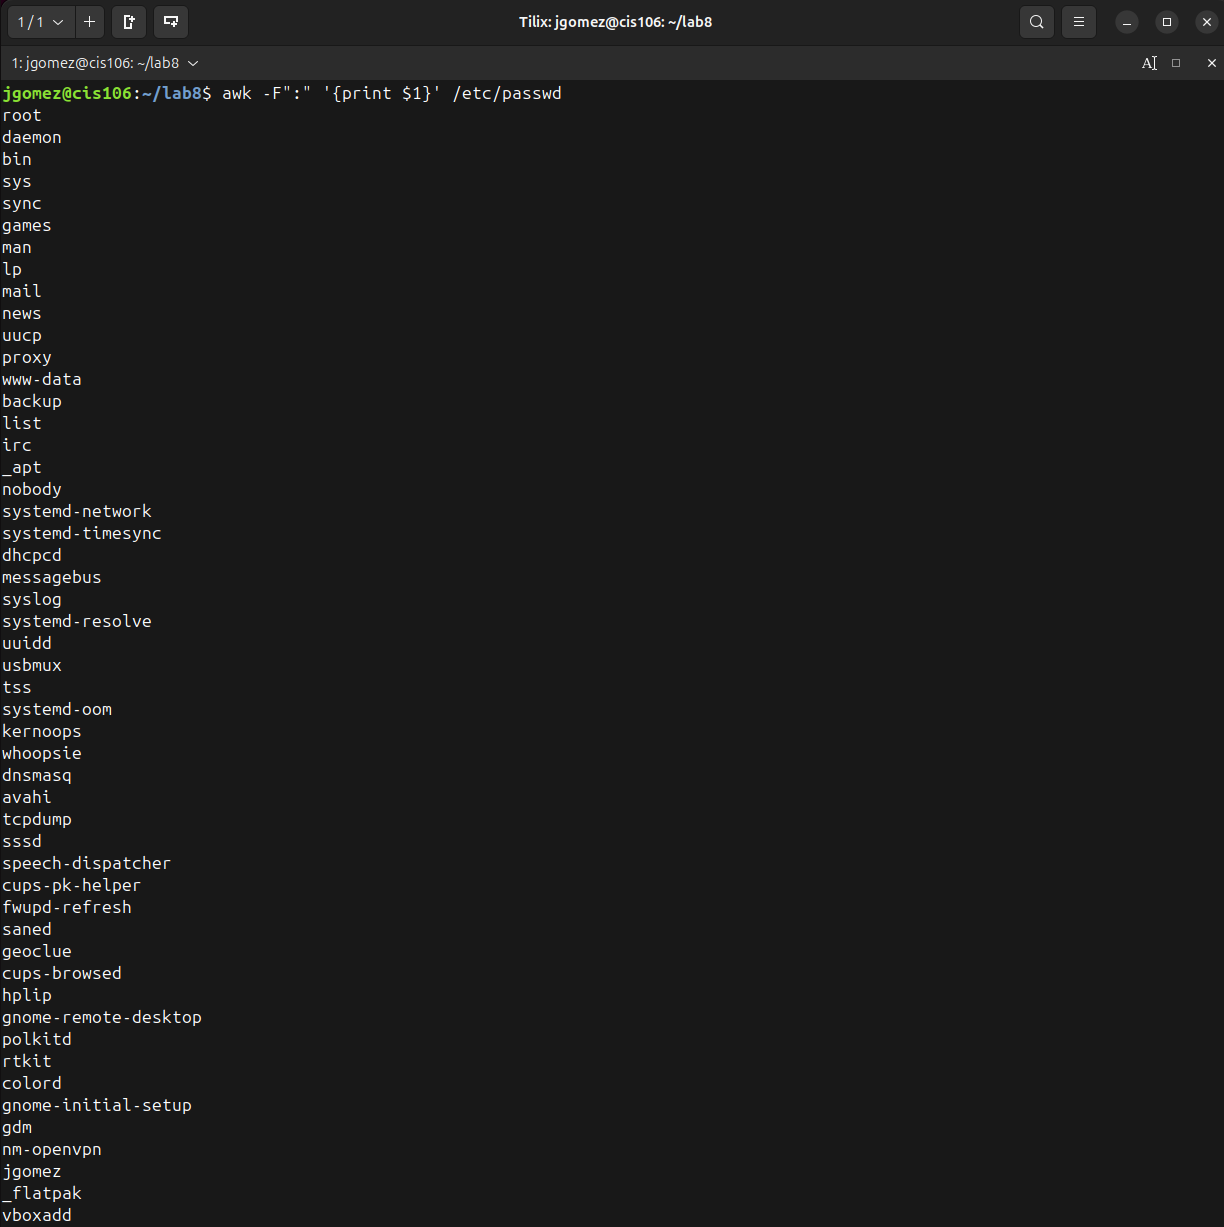 1 / 1
Tilix: jgomez@cis106: ~/lab8
1: jgomez@cis106: ~/lab8
jgomez@cis106:~/lab8$ awk -F":" '{print $1}' /etc/passwd
root
daemon
bin
sys
sync
games
man
lp
mail
news
uucp
proxy
www-data
backup
list
irc
_apt
nobody
systemd-network
systemd-timesync
dhcpcd
messagebus
syslog
systemd-resolve
uuidd
usbmux
tss
systemd-oom
kernoops
whoopsie
dnsmasq
avahi
tcpdump
sssd
speech-dispatcher
cups-pk-helper
fwupd-refresh
saned
geoclue
cups-browsed
hplip
gnome-remote-desktop
polkitd
rtkit
colord
gnome-initial-setup
gdm
nm-openvpn
jgomez
_flatpak
vboxadd